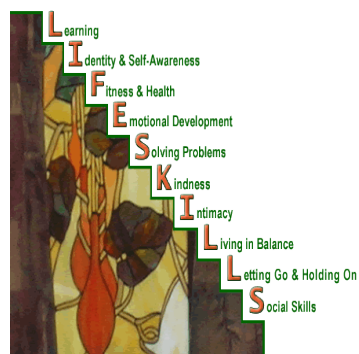 Learning
Identity & Self-Awareness
Fitness & Health
Emotional Development
Solving Problems
Kindness
Intimacy
Living in Balance
Letting Go & Holding On
Social Skills